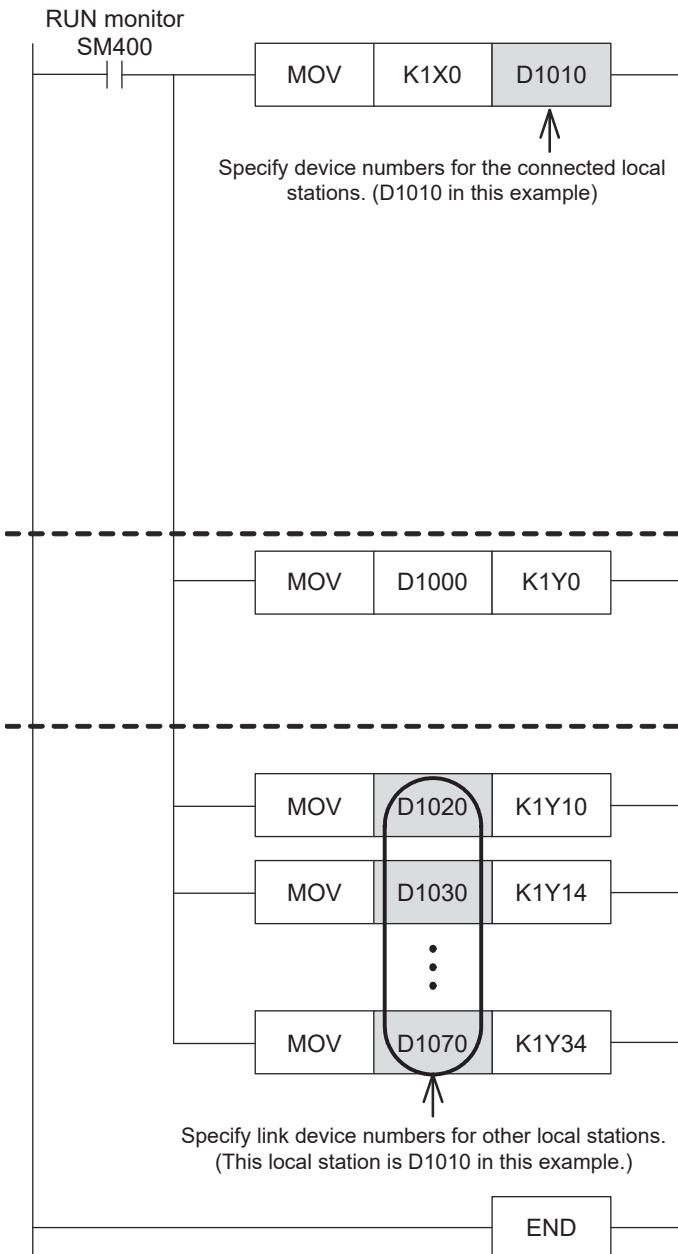 RUN monitor
SM400
MOV K1X0 D1010
Specify device numbers for the connected local
stations. (D1010 in this example)
MOV D1000 K1Y0
MOV D1020 K1Y10
MOV D1030 K1Y14
MOV D1070 K1Y34
Specify link device numbers for other local stations.
(This local station is D1010 in this example.)
END